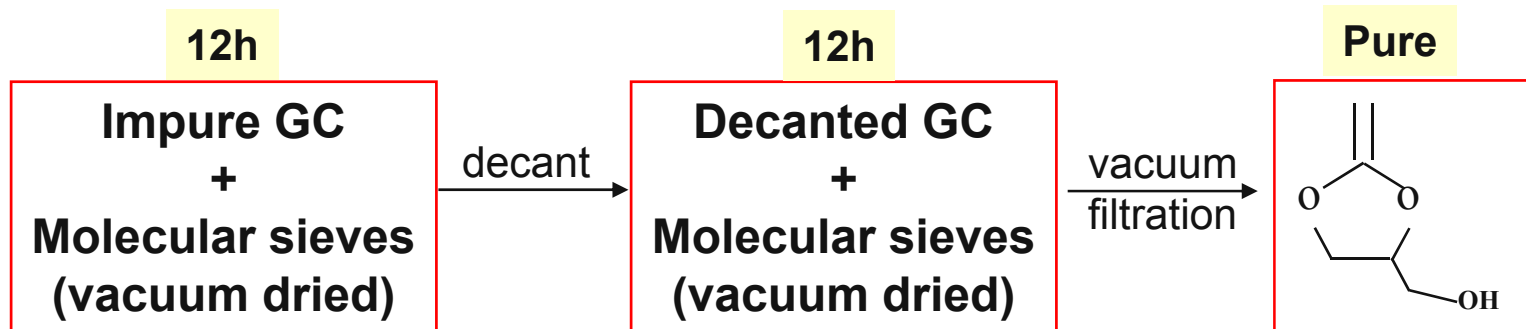 12h
Impure GC
+
Molecular sieves
(vacuum dried)
decant
12h
Decanted GC
+
Molecular sieves
(vacuum dried)
vacuum
filtration
Pure
O
O
OH